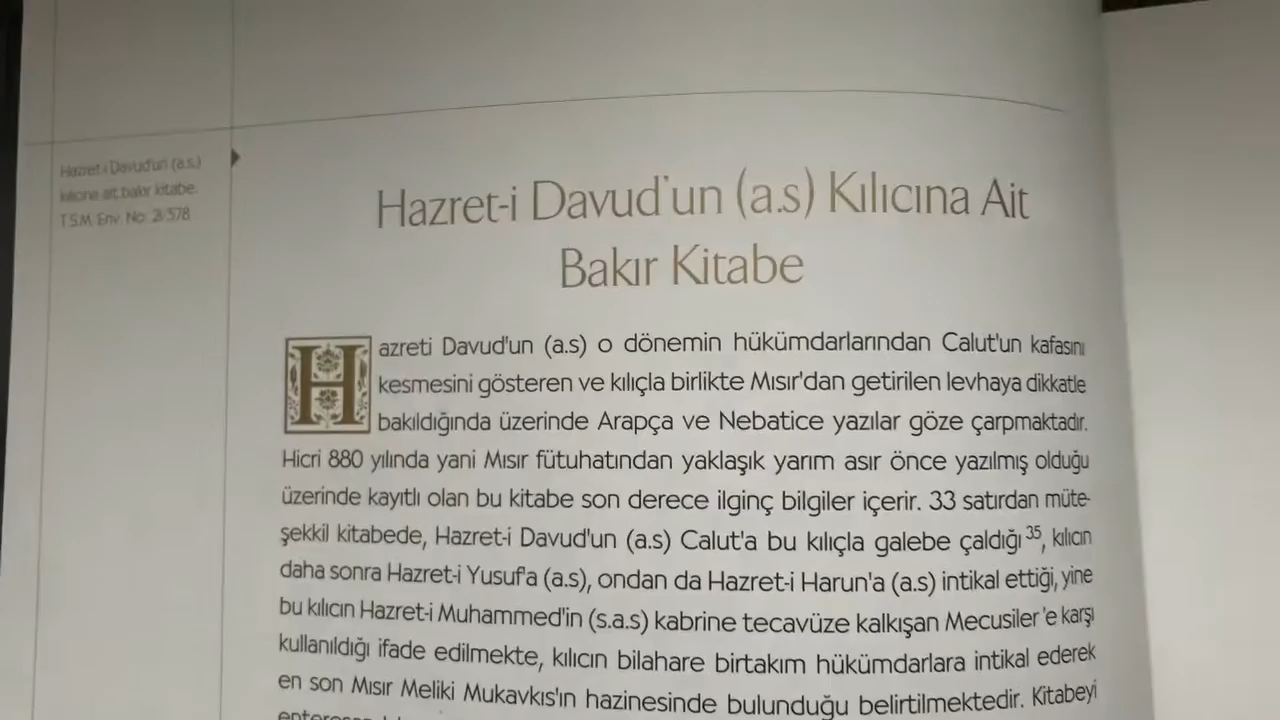 Hazret-i Davud'un (a.s.)
kılıcına ait bakır kitabe.
T.S.M. Env. No: 21/578
Hazret-i Davud'un (a.s) Kılıcına Ait
Bakır Kitabe
Hazreti Davud'un (a.s) o dönemin hükümdarlarından Calut'un kafasını
kesmesini gösteren ve kılıçla birlikte Mısır'dan getirilen levhaya dikkatle
bakıldığında üzerinde Arapça ve Nebatice yazılar göze çarpmaktadır.
Hicri 880 yılında yani Mısır fütuhatından yaklaşık yarım asır önce yazılmış olduğu
üzerinde kayıtlı olan bu kitabe son derece ilginç bilgiler içerir. 33 satırdan müte-
şekkil kitabede, Hazret-i Davud'un (a.s) Calut'a bu kılıçla galebe çaldığı 35, kılıcın
daha sonra Hazret-i Yusuf'a (a.s), ondan da Hazret-i Harun'a (a.s) intikal ettiği, yine
bu kılıcın Hazret-i Muhammed'in (s.a.s) kabrine tecavüze kalkışan Mecusiler'e karşı
kullanıldığı ifade edilmekte, kılıcın bilahare birtakım hükümdarlara intikal ederek
en son Mısır Meliki Mukavkıs'ın hazinesinde bulunduğu belirtilmektedir. Kitabeyi